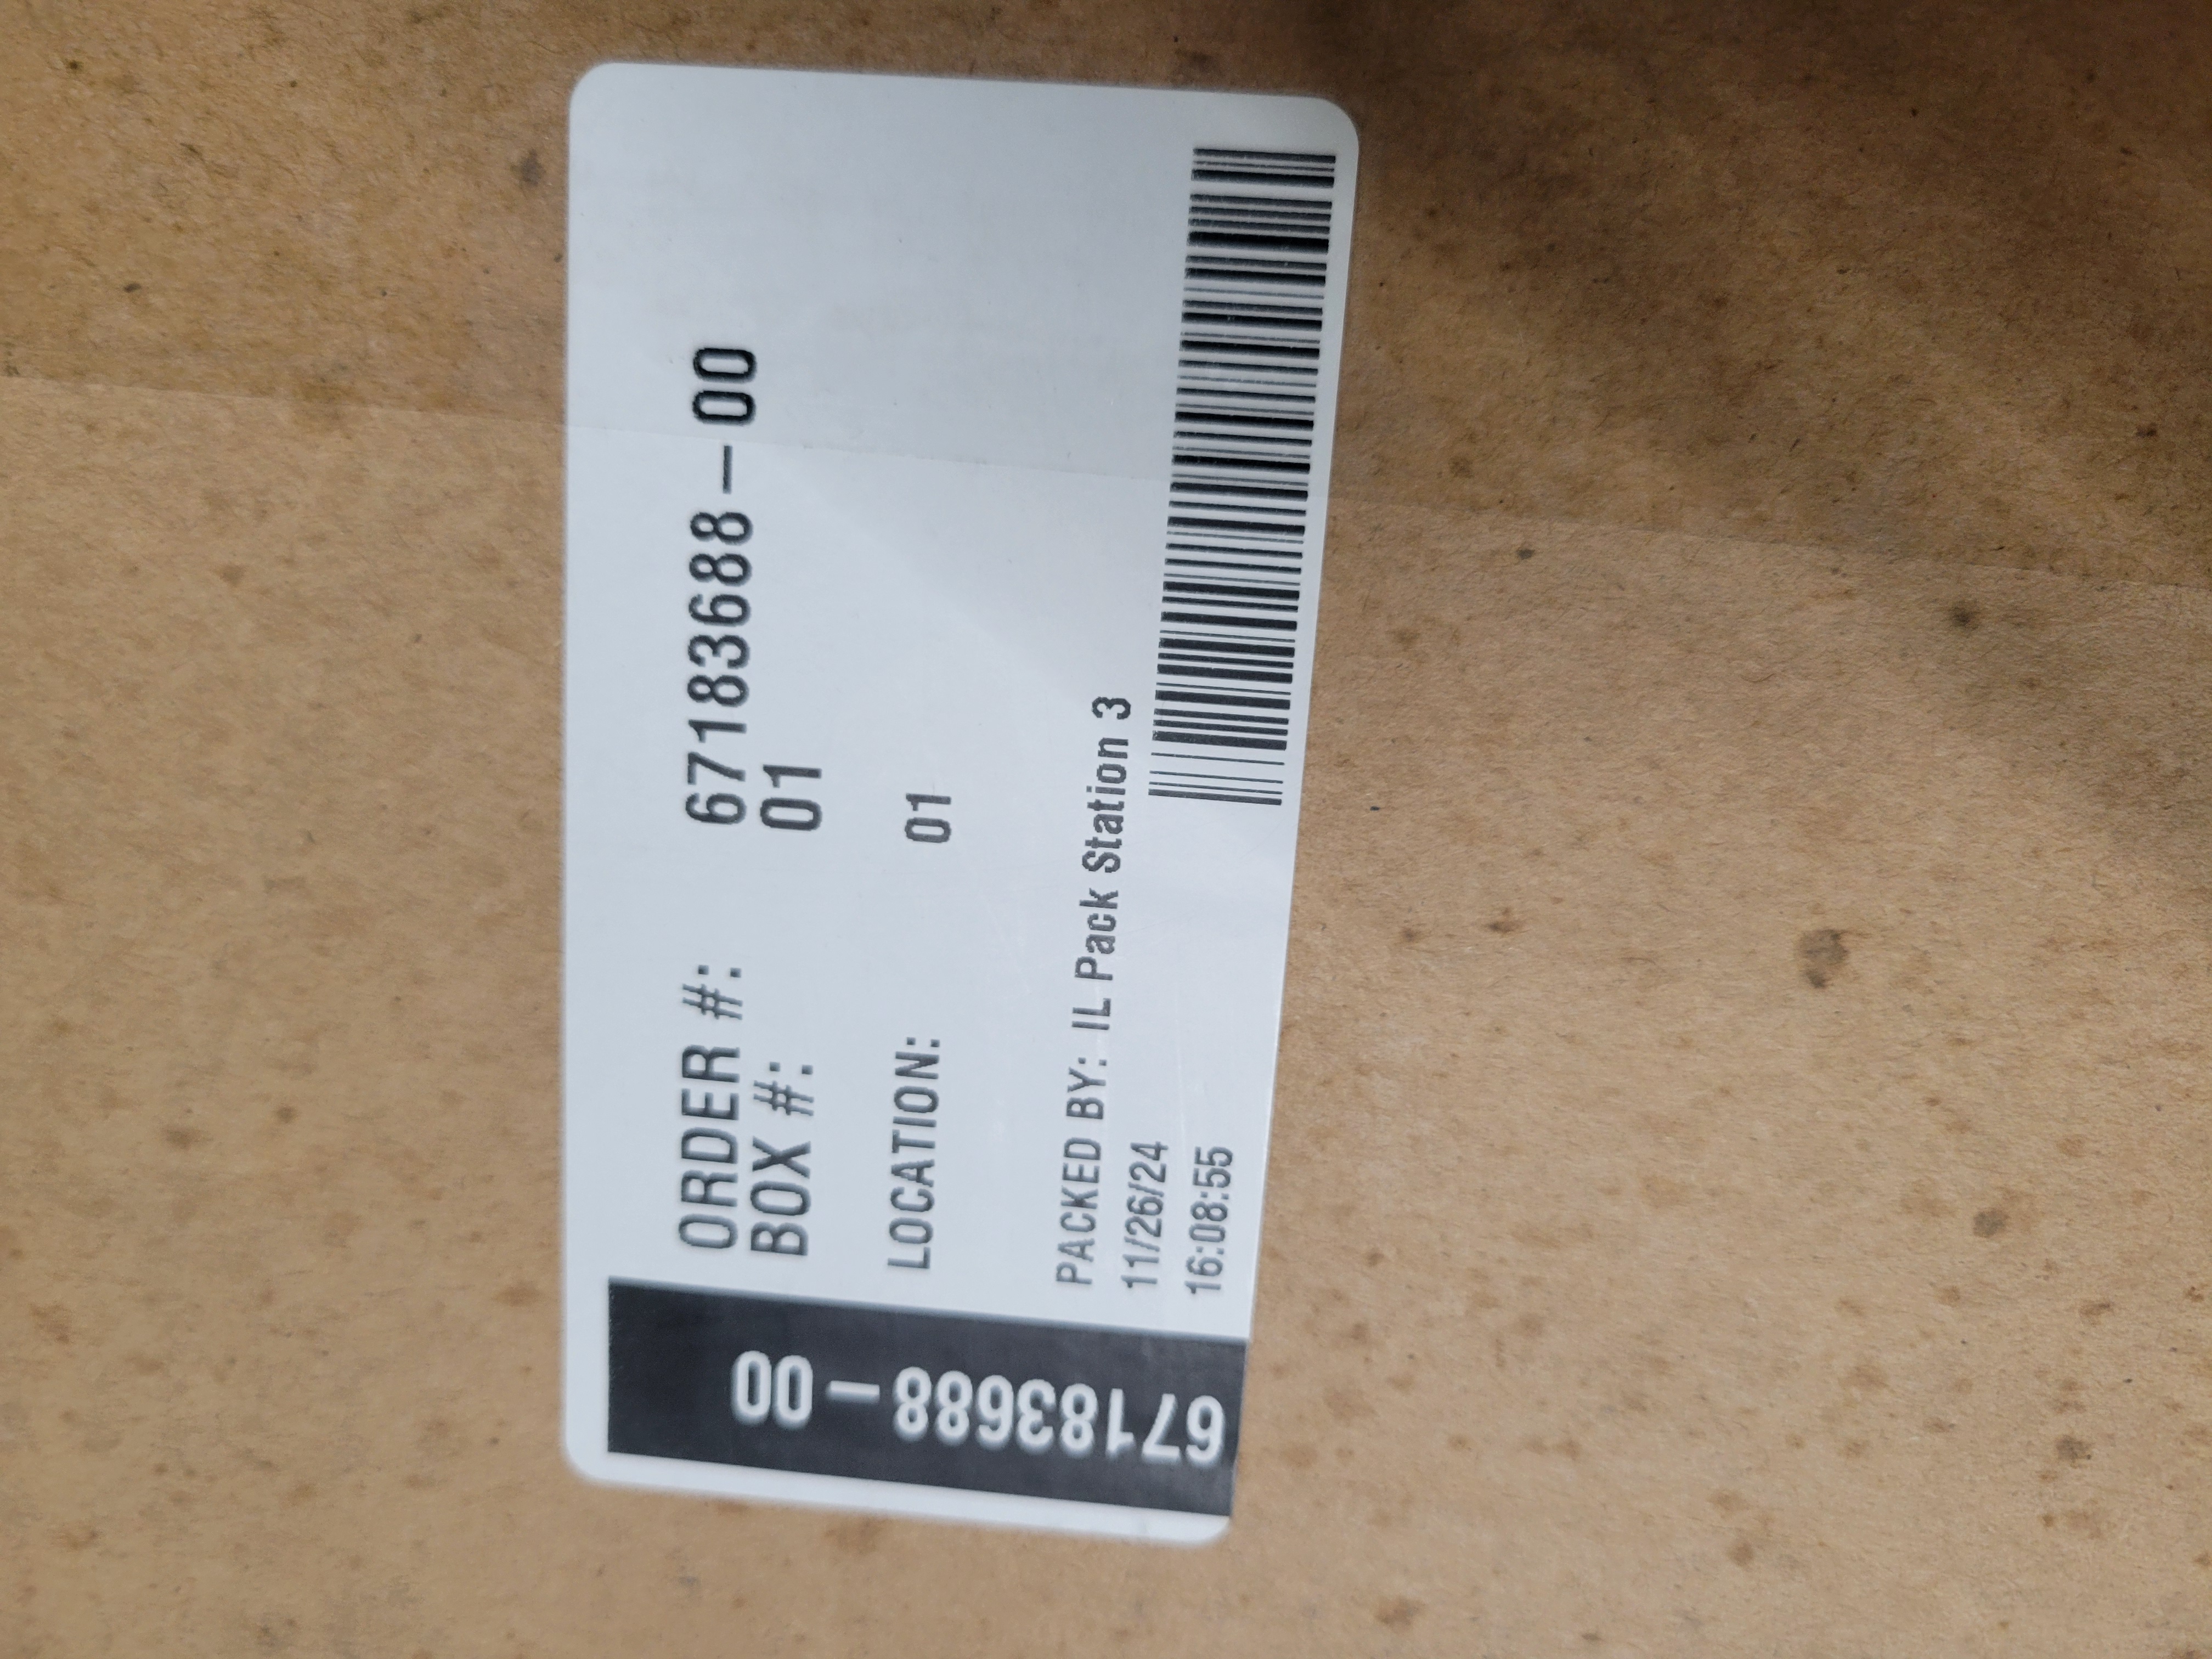 ORDER #: 67183688-00
BOX #: 01
LOCATION: 01
PACKED BY: IL Pack Station 3
11/26/24
16:08:55
67183688-00